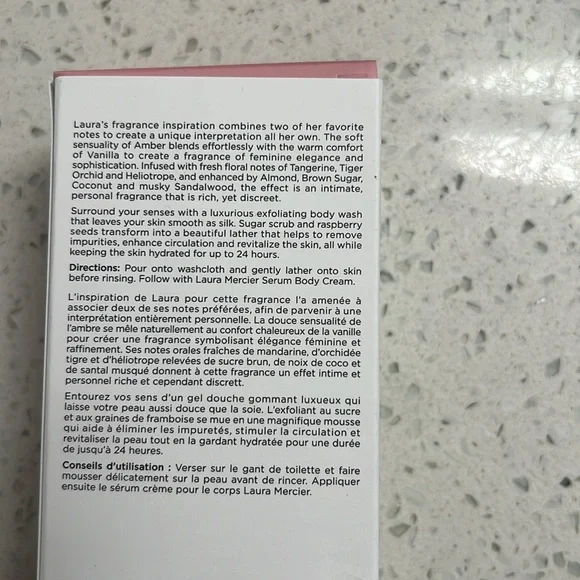 Laura's fragrance inspiration combines two of her favorite
notes to create a unique interpretation all her own. The soft
sensuality of Amber blends effortlessly with the warm comfort
of Vanilla to create a fragrance of feminine elegance and
sophistication. Infused with fresh floral notes of Tangerine, Tiger
Orchid and Heliotrope, and enhanced by Almond, Brown Sugar,
Coconut and musky Sandalwood, the effect is an intimate,
personal fragrance that is rich, yet discreet.
Surround your senses with a luxurious exfoliating body wash
that leaves your skin smooth as silk. Sugar scrub and raspberry
seeds transform into a beautiful lather that helps to remove
impurities, enhance circulation and revitalize the skin, all while
keeping the skin hydrated for up to 24 hours.
Directions: Pour onto washcloth and gently lather onto skin
before rinsing. Follow with Laura Mercier Serum Body Cream.
L'inspiration de Laura pour cette fragrance l'a amenée à
associer deux de ses notes préférées, afin de parvenir à une
interprétation entièrement personnelle. La douce sensualité de
l'ambre se mêle naturellement au confort chaleureux de la vanille
pour créer une fragrance symbolisant élégance féminine et
raffinement. Ses notes orales fraîches de mandarine, d'orchidée
tigre et d'héliotrope relevées de sucre brun, de noix de coco et
de santal musqué donnent à cette fragrance un effet intime et
personnel riche et cependant discrett.
Entourez vos sens d'un gel douche gommant luxueux qui
laisse votre peau aussi douce que la soie. L'exfoliant au sucre
et aux graines de framboise se mue en une magnifique mousse
qui aide à éliminer les impuretés, stimuler la circulation et
revitaliser la peau tout en la gardant hydratée pour une durée
de jusqu'à 24 heures.
Conseils d'utilisation : Verser sur le gant de toilette et faire
mousser délicatement sur la peau avant de rincer. Appliquer
ensuite le sérum crème pour le corps Laura Mercier.